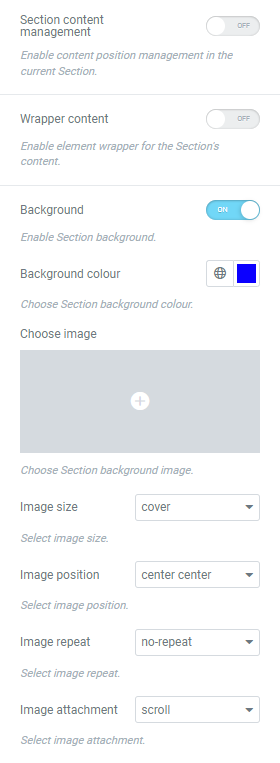 Section content
management
OFF
Enable content position management in the
current Section.
Wrapper content
OFF
Enable element wrapper for the Section's
content.
Background
ON
Enable Section background.
Background colour
Choose Section background colour.
Choose image
Choose Section background image.
Image size
cover
Select image size.
Image position
center center
Select image position.
Image repeat
no-repeat
Select image repeat.
Image attachment
scroll
Select image attachment.